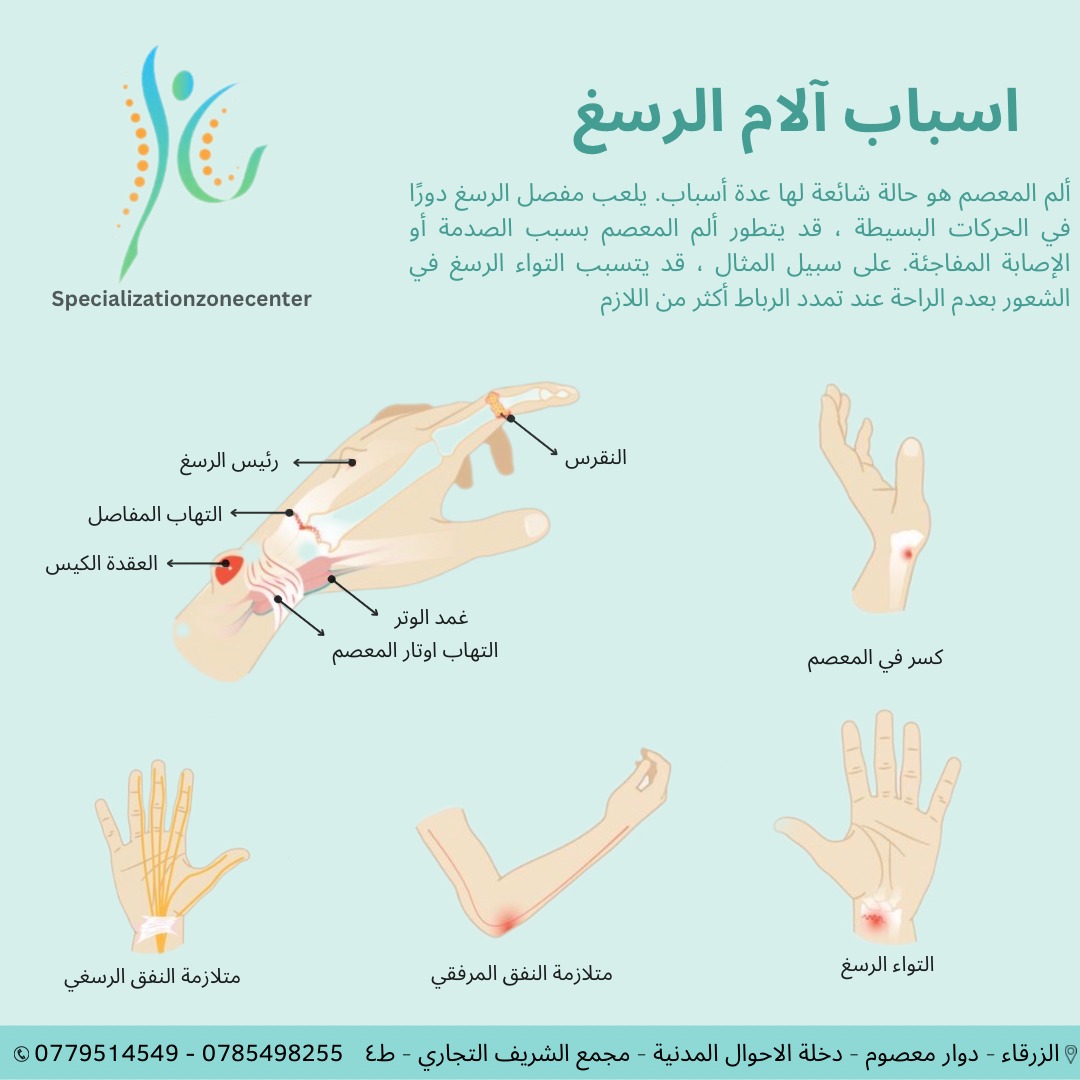 اسباب آلام الرسغ
ألم المعصم هو حالة شائعة لها عدة أسباب. يلعب مفصل الرسغ دورًا
في الحركات البسيطة ، قد يتطور ألم المعصم بسبب الصدمة أو
الإصابة المفاجئة. على سبيل المثال ، قد يتسبب التواء الرسغ في
الشعور بعدم الراحة عند تمدد الرباط أكثر من اللازم
Specializationzonecenter
النقرس
رئيس الرسغ
التهاب المفاصل
العقدة الكيس
غمد الوتر
التهاب اوتار المعصم
كسر في المعصم
التواء الرسغ
متلازمة النفق المرفقي
متلازمة النفق الرسغي
الزرقاء - دوار معصوم - دخلة الاحوال المدنية - مجمع الشريف التجاري - ط٤
0779514549 - 0785498255